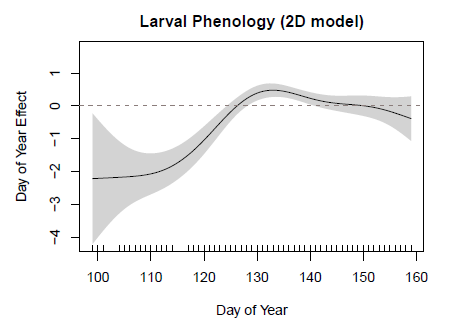 Larval Phenology (2D model)
Day of Year Effect
1
0
−1
−2
−3
−4
100 110 120 130 140 150 160
Day of Year